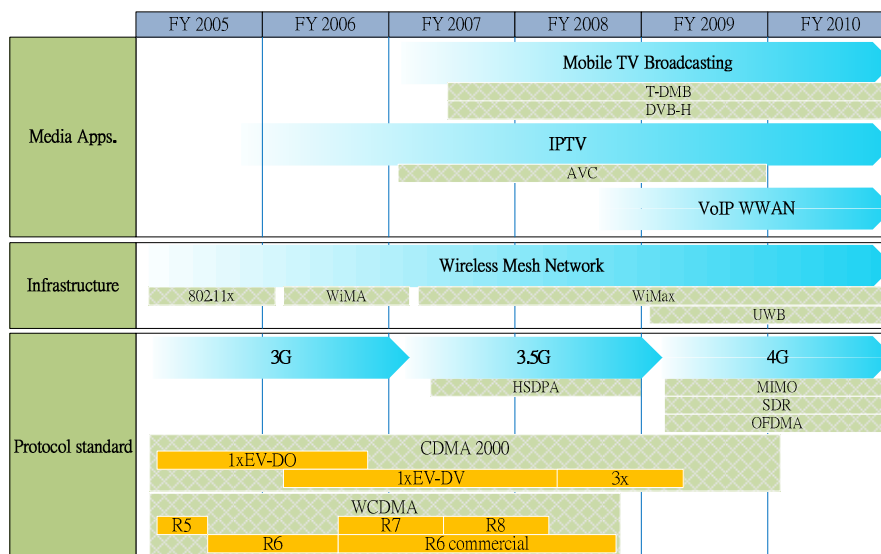 FY 2005 FY 2006 FY 2007 FY 2008 FY 2009 FY 2010
Media Apps.
Mobile TV Broadcasting
T-DMB
DVB-H
IPTV
AVC
VoIP WWAN
Infrastructure
Wireless Mesh Network
802.11x WiMA WiMax
UWB
Protocol standard
3G 3.5G 4G
HSDPA MIMO
SDR
OFDMA
CDMA 2000
1xEV-DO
1xEV-DV 3x
WCDMA
R5 R7 R8
R6 R6 commercial